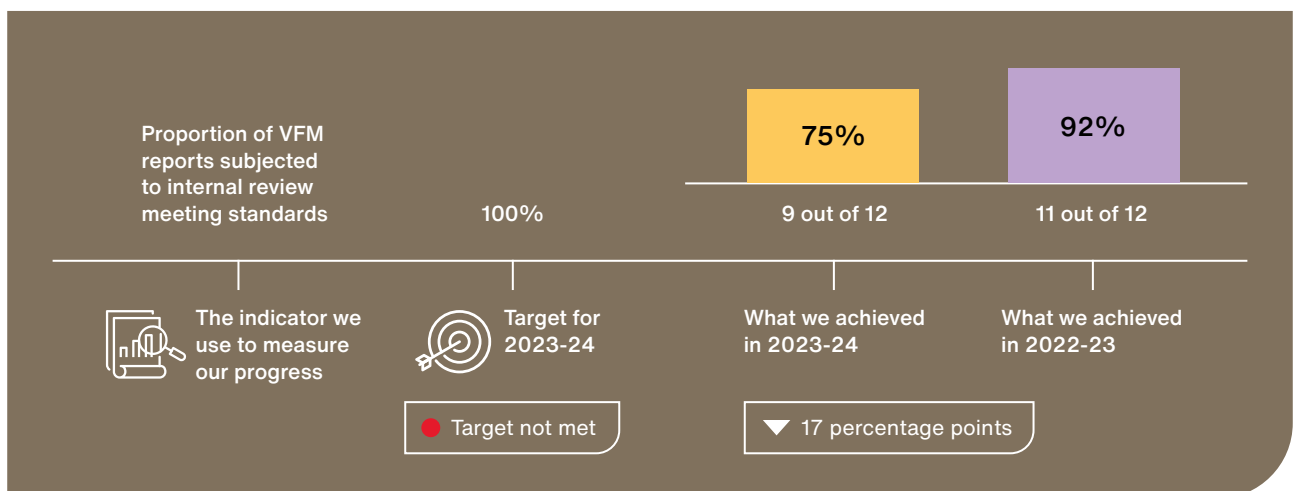 Proportion of VFM
reports subjected
to internal review
meeting standards
100%
75%
9 out of 12
92%
11 out of 12
The indicator we
use to measure
our progress
Target for
2023-24
Target not met
What we achieved
in 2023-24
17 percentage points
What we achieved
in 2022-23